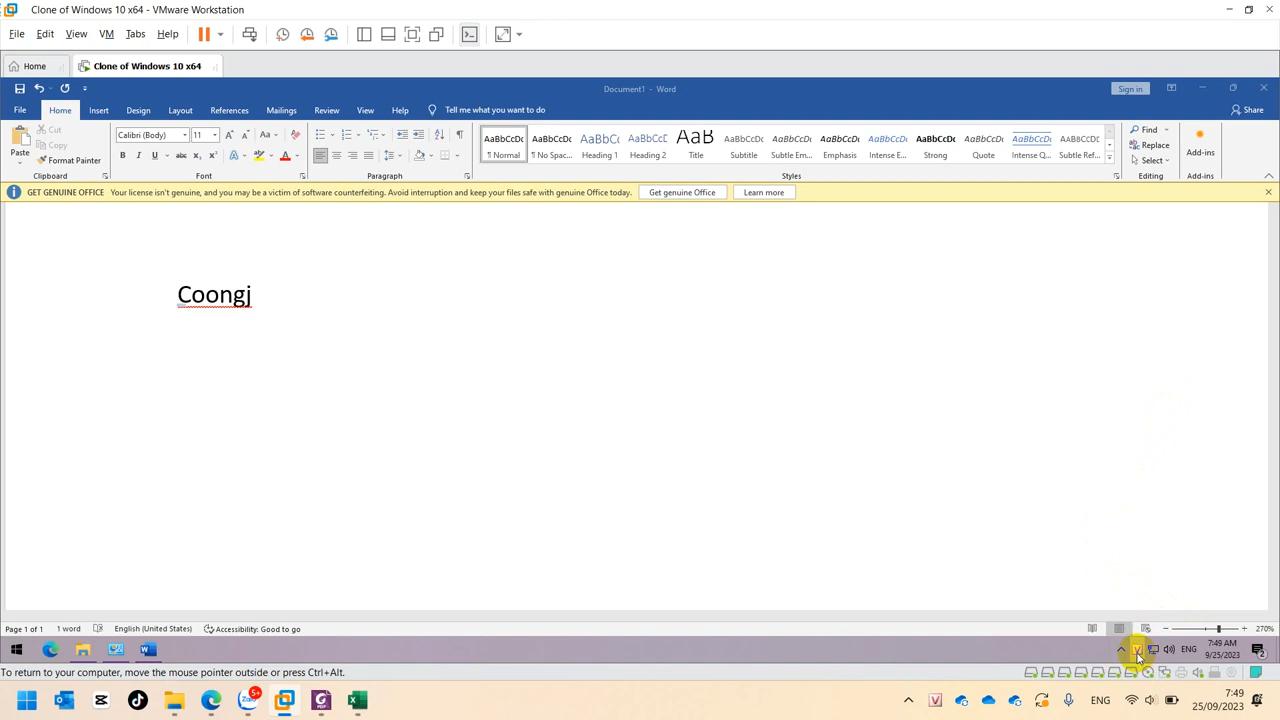 Clone of Windows 10 x64 - VMware Workstation
File Edit View VM Tabs Help
Home Clone of Windows 10 x64
Document1 - Word Sign in
File Home Insert Design Layout References Mailings Review View Help Tell me what you want to do Share
Paste Cut Copy Format Painter
Calibri (Body) 11
AaBbCcDc ¶ Normal
AaBbCcDc ¶ No Spac...
AaBbCc Heading 1
AaBbCcD Heading 2
AaB Title
AaBbCcD Subtitle
AaBbCcDc Subtle Em...
AaBbCcDc Emphasis
AaBbCcDc Intense E...
AaBbCcDc Strong
AaBbCcDc Quote
AaBbCcDc Intense Q...
AABBCCDC Subtle Ref...
Find Replace Select
Add-ins
Clipboard Font Paragraph Styles Editing Add-ins
GET GENUINE OFFICE Your license isn't genuine, and you may be a victim of software counterfeiting. Avoid interruption and keep your files safe with genuine Office today. Get genuine Office Learn more
Coongj
Page 1 of 1 1 word English (United States) Accessibility: Good to go 270%
ENG 7:49 AM
9/25/2023
To return to your computer, move the mouse pointer outside or press Ctrl+Alt.
Zalo 5+ PDF ENG 7:49
25/09/2023